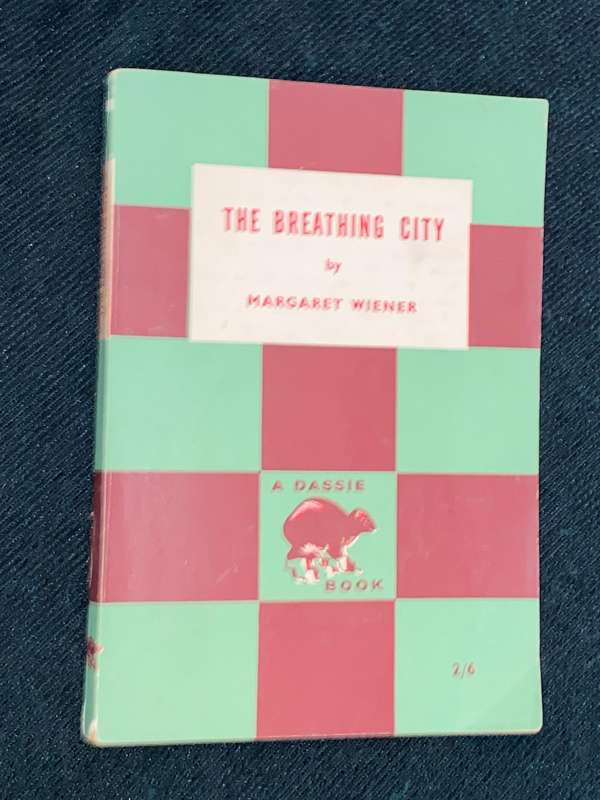 THE BREATHING CITY
by
MARGARET WIENER
A DASSIE
BOOK
2/6